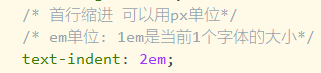 /* 首行缩进 可以用px单位*/
/* em单位: 1em是当前1个字体的大小*/
text-indent: 2em;